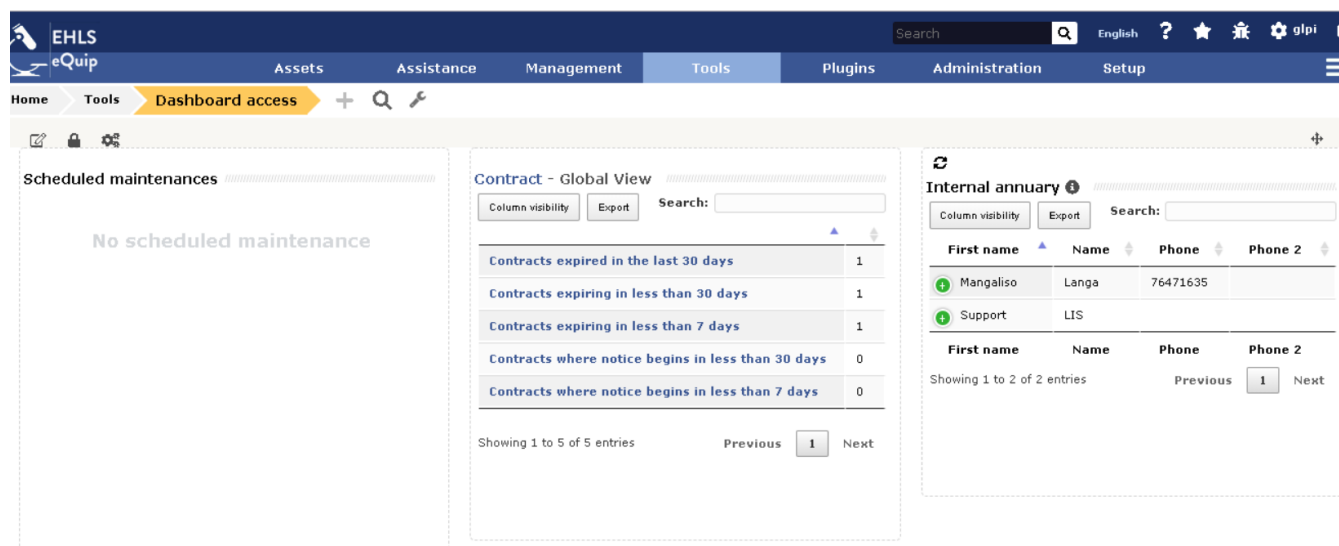 EHLS
eQuip
Search
English ? glpi
Assets Assistance Management Tools Plugins Administration Setup
Home Tools Dashboard access +
Scheduled maintenances
No scheduled maintenance
Contract - Global View
Column visibility Export Search:
Contracts expired in the last 30 days 1
Contracts expiring in less than 30 days 1
Contracts expiring in less than 7 days 1
Contracts where notice begins in less than 30 days 0
Contracts where notice begins in less than 7 days 0
Showing 1 to 5 of 5 entries Previous 1 Next
Internal annuary
Column visibility Export Search:
First name Name Phone Phone 2
Mangaliso Langa 76471635
Support LIS
First name Name Phone Phone 2
Showing 1 to 2 of 2 entries Previous 1 Next